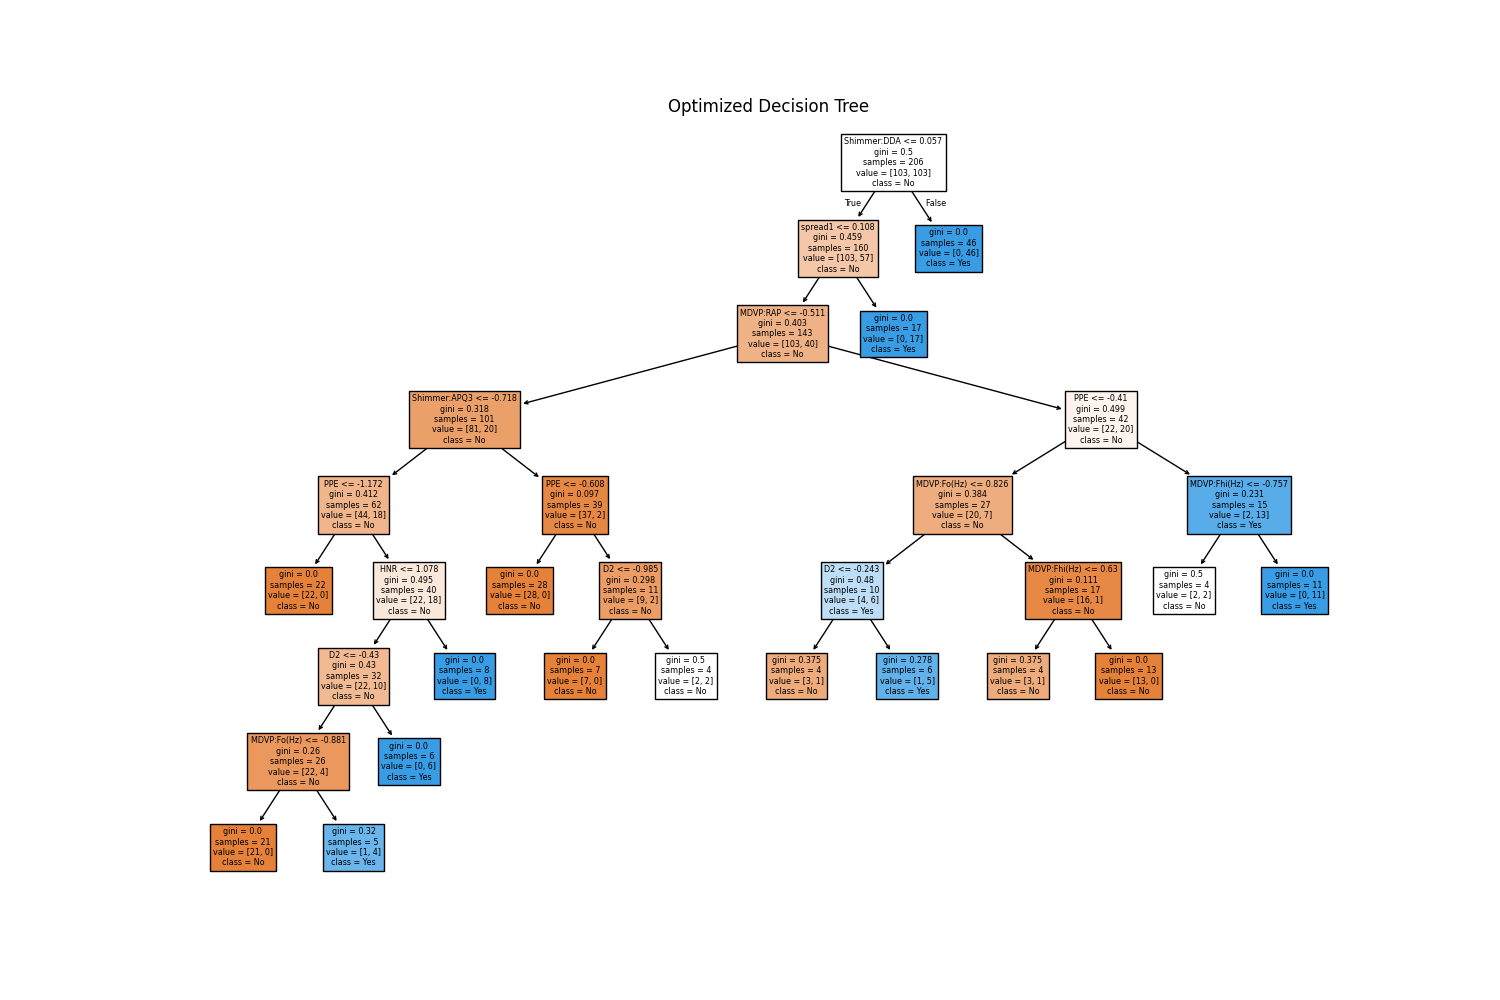 Optimized Decision Tree
Shimmer:DDA <= 0.057
gini = 0.5
samples = 206
value = [103, 103]
class = No
True
False
spread1 <= 0.108
gini = 0.459
samples = 160
value = [103, 57]
class = No
gini = 0.0
samples = 46
value = [0, 46]
class = Yes
MDVP:RAP <= -0.511
gini = 0.403
samples = 143
value = [103, 40]
class = No
gini = 0.0
samples = 17
value = [0, 17]
class = Yes
Shimmer:APQ3 <= -0.718
gini = 0.318
samples = 101
value = [81, 20]
class = No
PPE <= -0.41
gini = 0.499
samples = 42
value = [22, 20]
class = No
PPE <= -1.172
gini = 0.412
samples = 62
value = [44, 18]
class = No
PPE <= -0.608
gini = 0.097
samples = 39
value = [37, 2]
class = No
MDVP:Fo(Hz) <= 0.826
gini = 0.384
samples = 27
value = [20, 7]
class = No
MDVP:Fhi(Hz) <= -0.757
gini = 0.231
samples = 15
value = [2, 13]
class = Yes
gini = 0.0
samples = 22
value = [22, 0]
class = No
HNR <= 1.078
gini = 0.495
samples = 40
value = [22, 18]
class = No
gini = 0.0
samples = 28
value = [28, 0]
class = No
D2 <= -0.985
gini = 0.298
samples = 11
value = [9, 2]
class = No
D2 <= -0.243
gini = 0.48
samples = 10
value = [4, 6]
class = Yes
MDVP:Fhi(Hz) <= 0.63
gini = 0.111
samples = 17
value = [16, 1]
class = No
gini = 0.5
samples = 4
value = [2, 2]
class = No
gini = 0.0
samples = 11
value = [0, 11]
class = Yes
D2 <= -0.43
gini = 0.43
samples = 32
value = [22, 10]
class = No
gini = 0.0
samples = 8
value = [0, 8]
class = Yes
gini = 0.0
samples = 7
value = [7, 0]
class = No
gini = 0.5
samples = 4
value = [2, 2]
class = No
gini = 0.375
samples = 4
value = [3, 1]
class = No
gini = 0.278
samples = 6
value = [1, 5]
class = Yes
gini = 0.375
samples = 4
value = [3, 1]
class = No
gini = 0.0
samples = 13
value = [13, 0]
class = No
MDVP:Fo(Hz) <= -0.881
gini = 0.26
samples = 26
value = [22, 4]
class = No
gini = 0.0
samples = 6
value = [0, 6]
class = Yes
gini = 0.0
samples = 21
value = [21, 0]
class = No
gini = 0.32
samples = 5
value = [1, 4]
class = Yes